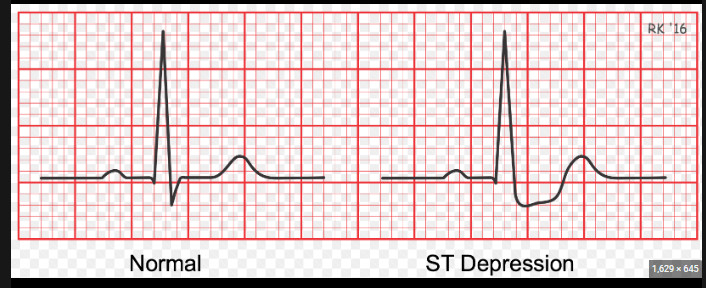 RK '16
Normal
ST Depression
1,629 × 645